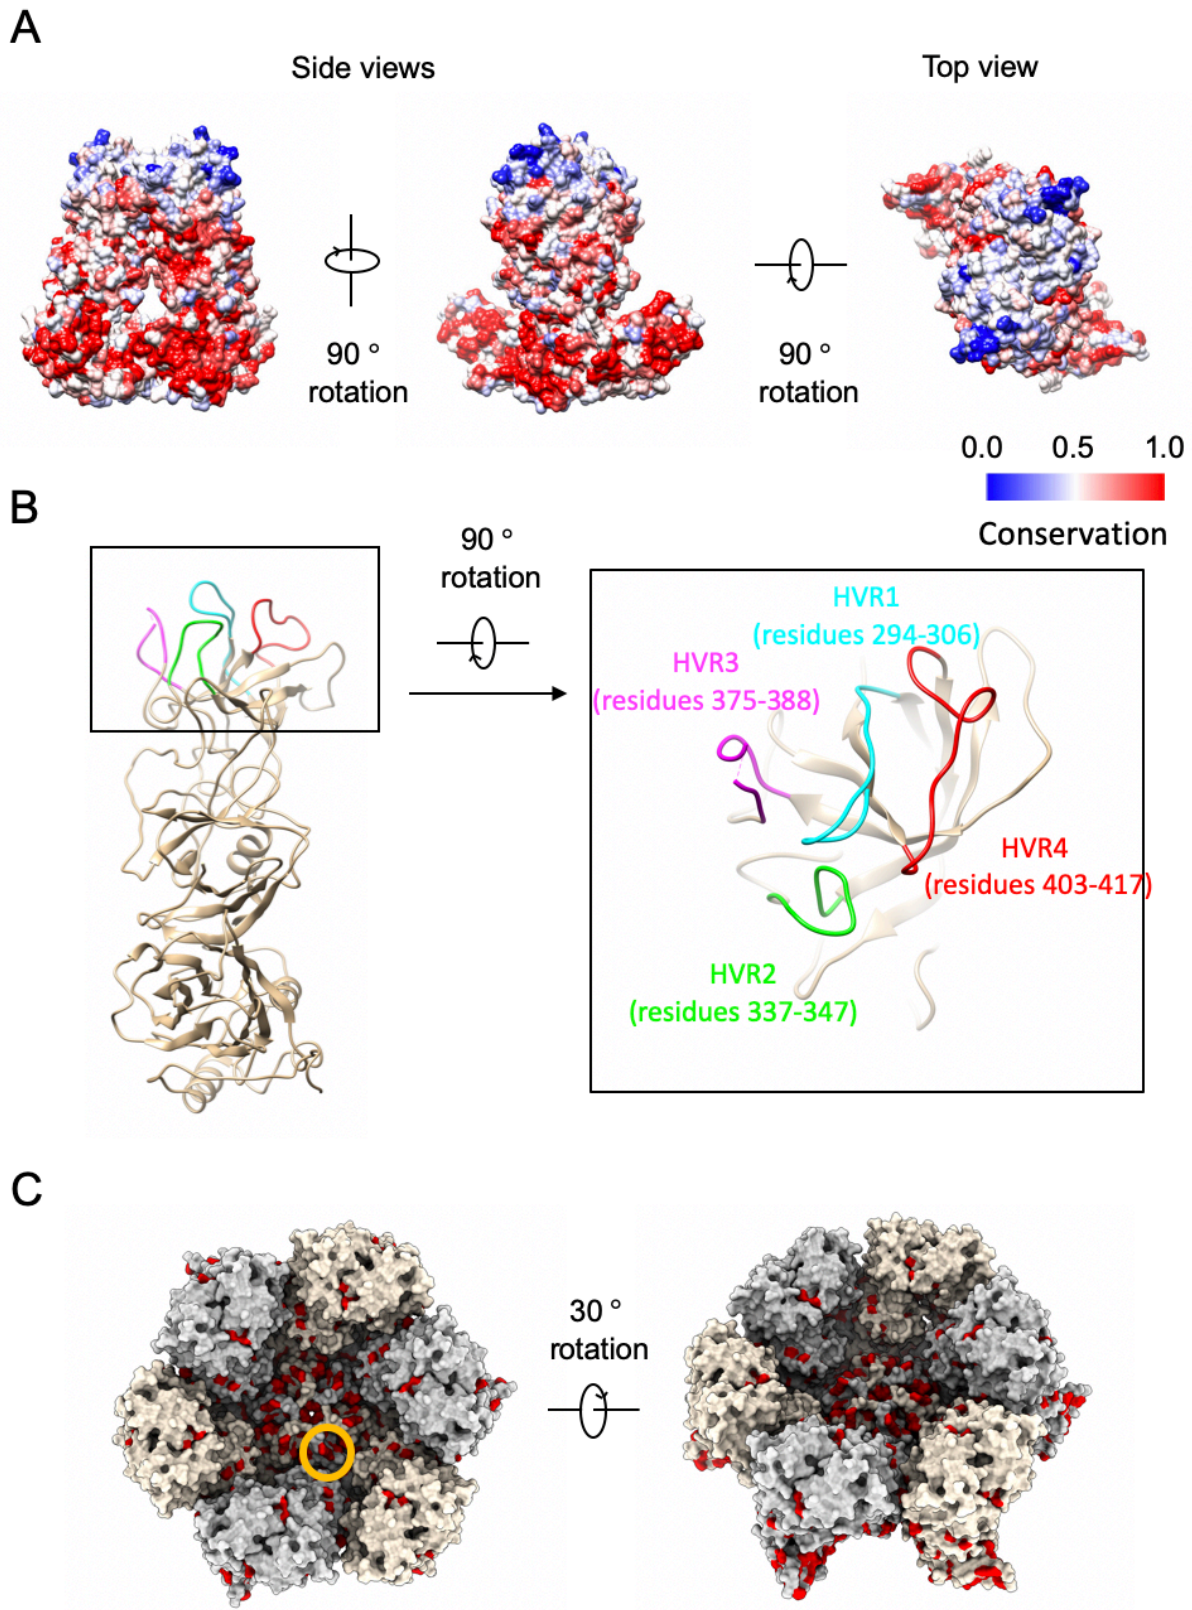 A
Side views
Top view
90 °
rotation
90 °
rotation
0.0 0.5 1.0
Conservation
B
90 °
rotation
HVR1
(residues 294-306)
HVR3
(residues 375-388)
HVR4
(residues 403-417)
HVR2
(residues 337-347)
C
30 °
rotation